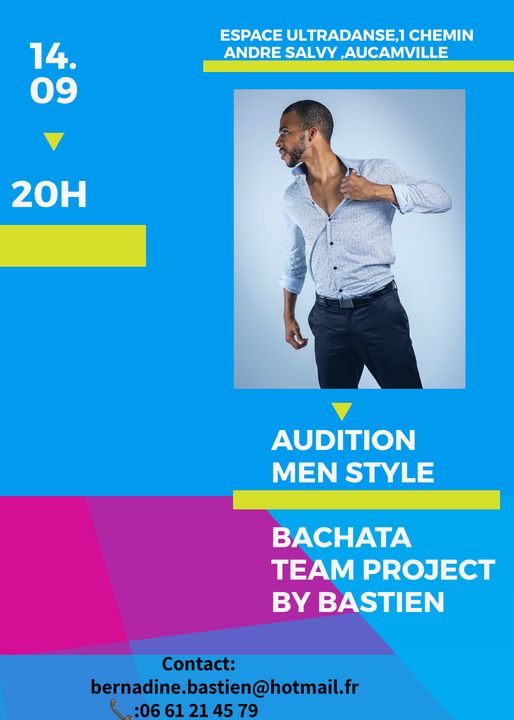 14.
09
20H
ESPACE ULTRADANSE,1 CHEMIN
ANDRE SALVY ,AUCAMVILLE
AUDITION
MEN STYLE
BACHATA
TEAM PROJECT
BY BASTIEN
Contact:
bernadine.bastien@hotmail.fr
📞:06 61 21 45 79